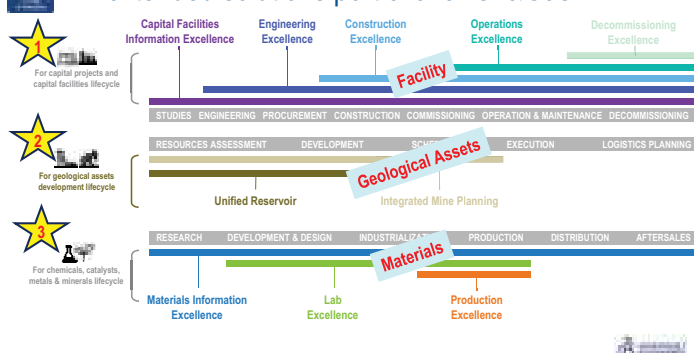 Capital Facilities
Information Excellence
Engineering
Excellence
Construction
Excellence
Operations
Excellence
Decommissioning
Excellence
1
For capital projects and
capital facilities lifecycle
Facility
STUDIES ENGINEERING PROCUREMENT CONSTRUCTION COMMISSIONING OPERATION & MAINTENANCE DECOMMISSIONING
2
For geological assets
development lifecycle
RESOURCES ASSESSMENT DEVELOPMENT EXECUTION LOGISTICS PLANNING
Geological Assets
Unified Reservoir
Integrated Mine Planning
3
For chemicals, catalysts,
metals & minerals lifecycle
RESEARCH DEVELOPMENT & DESIGN PRODUCTION DISTRIBUTION AFTERSALES
Materials
Materials Information
Excellence
Lab
Excellence
Production
Excellence